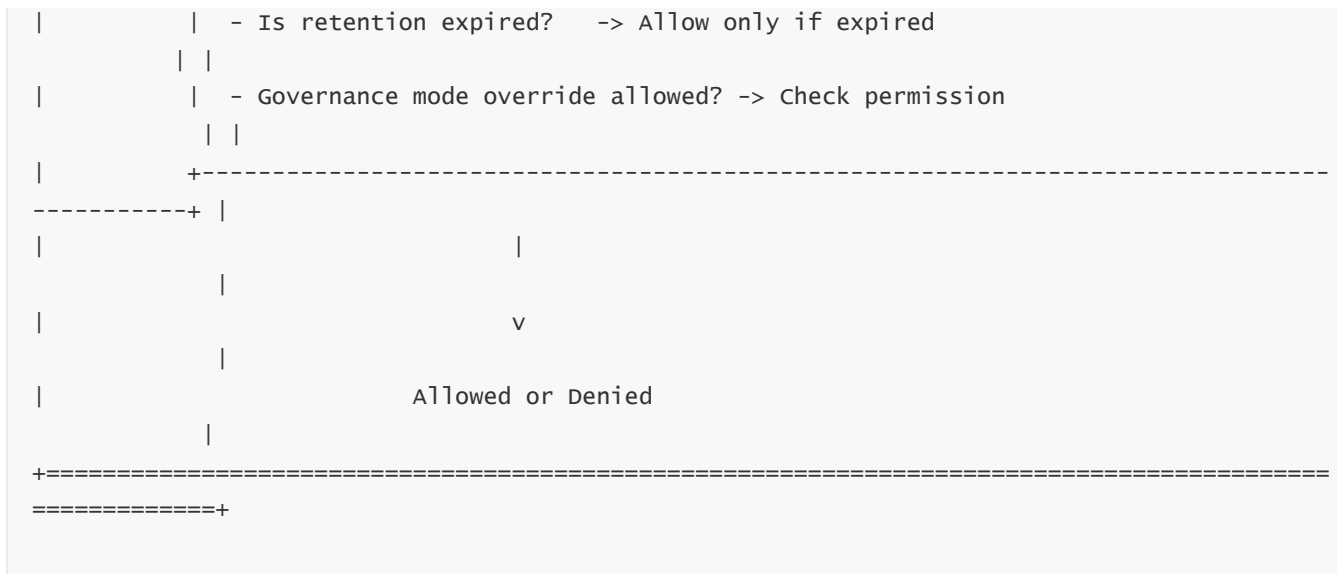 |          |  - Is retention expired?   -> Allow only if expired
          | |
|          |  - Governance mode override allowed? -> Check permission
            | |
|          +--------------------------------------------------------------------------------
-----------+ |
|                                  |
             |
|                                  v
             |
|                           Allowed or Denied
            |
+===========================================================================================
=============+